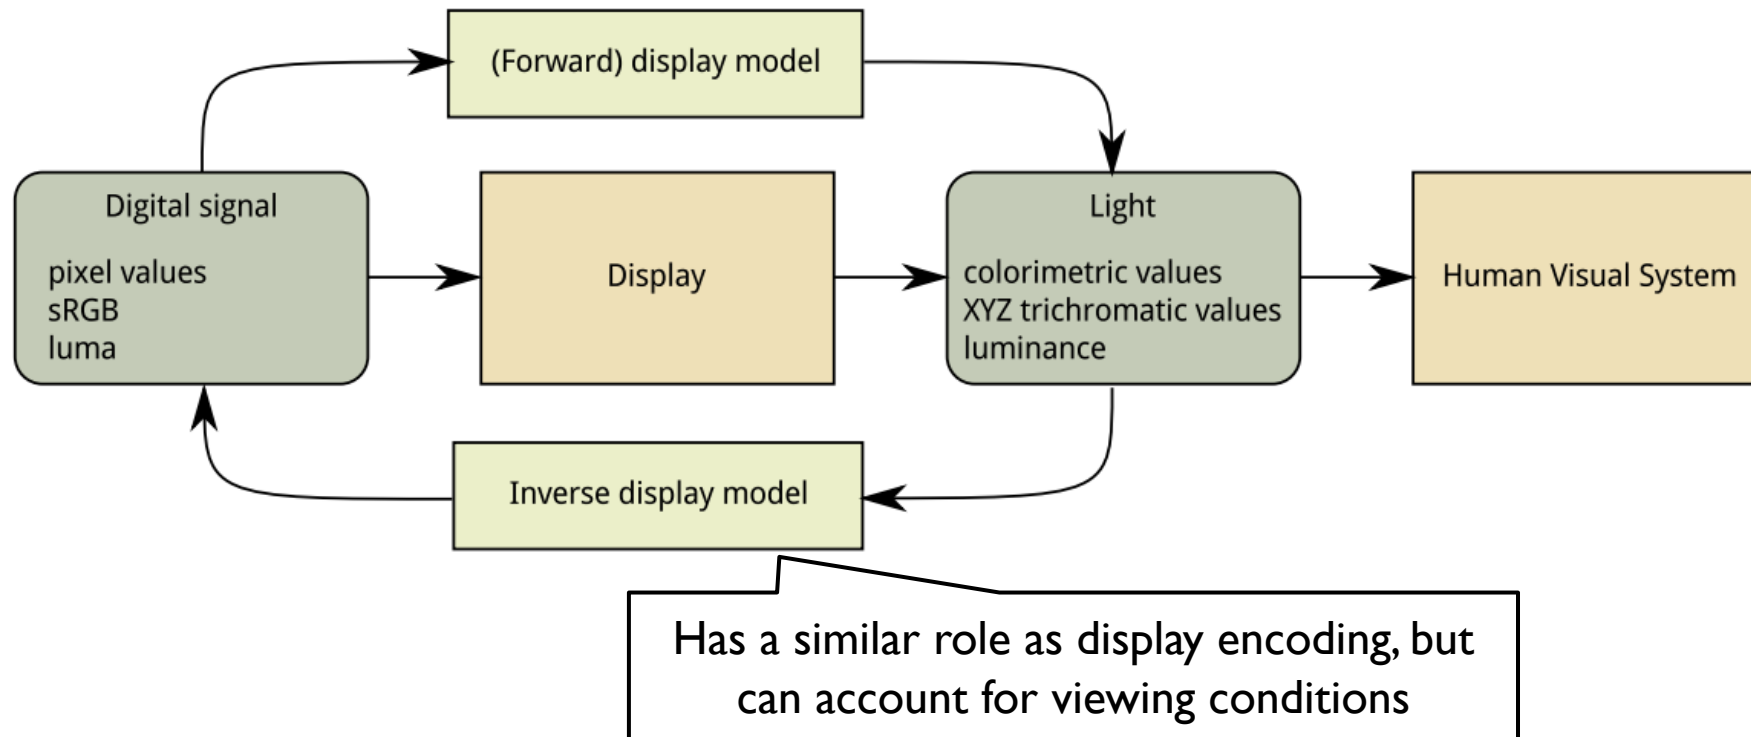 (Forward) display model
Digital signal
pixel values
sRGB
luma
Display
Light
colorimetric values
XYZ trichromatic values
luminance
Human Visual System
Inverse display model
Has a similar role as display encoding, but
can account for viewing conditions